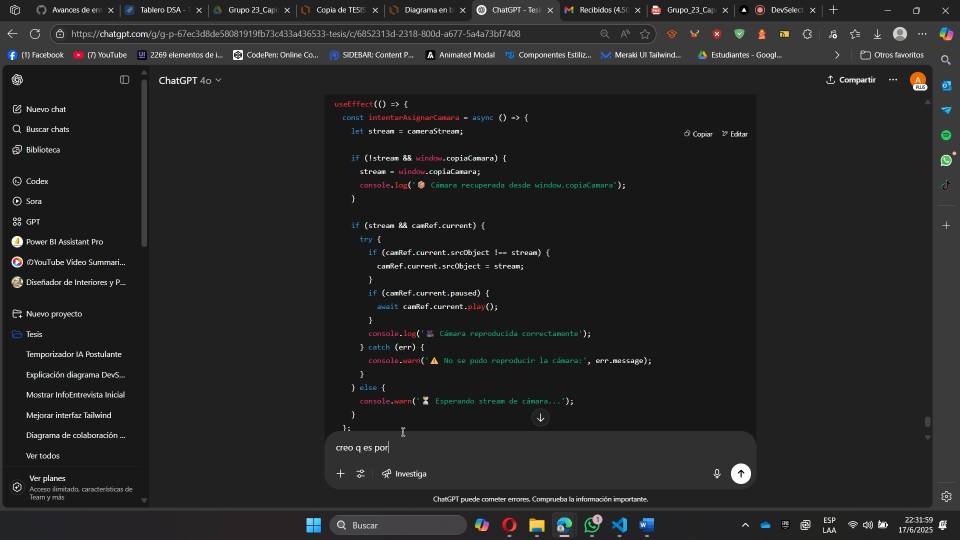 Avances de em
Tablero DSA - T
Grupo 23_Cap
Copia de TESIS
Diagrama en b
ChatGPT - Tesi
Recibidos (4.50
Grupo_23_Cap
DevSelect
https://chatgpt.com/g/g-p-67ec3d8de58081919fb73c433a436533-tesis/c/6852313d-2318-800d-a677-5a4a73bf7408
(1) Facebook
(7) YouTube
2269 elementos de i...
CodePen: Online Co...
SIDEBAR: Content P...
Animated Modal
Componentes Estiliz...
Meraki UI Tailwind...
Estudiantes - Googl...
Otros favoritos
ChatGPT 4o
Compartir
A
PLUS
Nuevo chat
Buscar chats
Biblioteca
Codex
Sora
GPT
Power BI Assistant Pro
YouTube Video Summari...
Diseñador de Interiores y P...
Nuevo proyecto
Tesis
Temporizador IA Postulante
Explicación diagrama DevS...
Mostrar InfoEntrevista Inicial
Mejorar interfaz Tailwind
Diagrama de colaboración ...
Ver todos
Ver planes
Acceso ilimitado, características de
Team y más
Copiar
Editar
useEffect(() => {
const intentarAsignarCamara = async () => {
let stream = cameraStream;
if (!stream && window.copiaCamara) {
stream = window.copiaCamara;
console.log('📦 Cámara recuperada desde window.copiaCamara');
}
if (stream && camRef.current) {
try {
if (camRef.current.srcObject !== stream) {
camRef.current.srcObject = stream;
}
if (camRef.current.paused) {
await camRef.current.play();
}
console.log('🎥 Cámara reproducida correctamente');
} catch (err) {
console.warn('⚠️ No se pudo reproducir la cámara:', err.message);
}
} else {
console.warn('⏳ Esperando stream de cámara...');
}
};
creo q es por
Investiga
ChatGPT puede cometer errores. Comprueba la información importante.
Buscar
1
ESP
LAA
22:31:59
17/6/2025